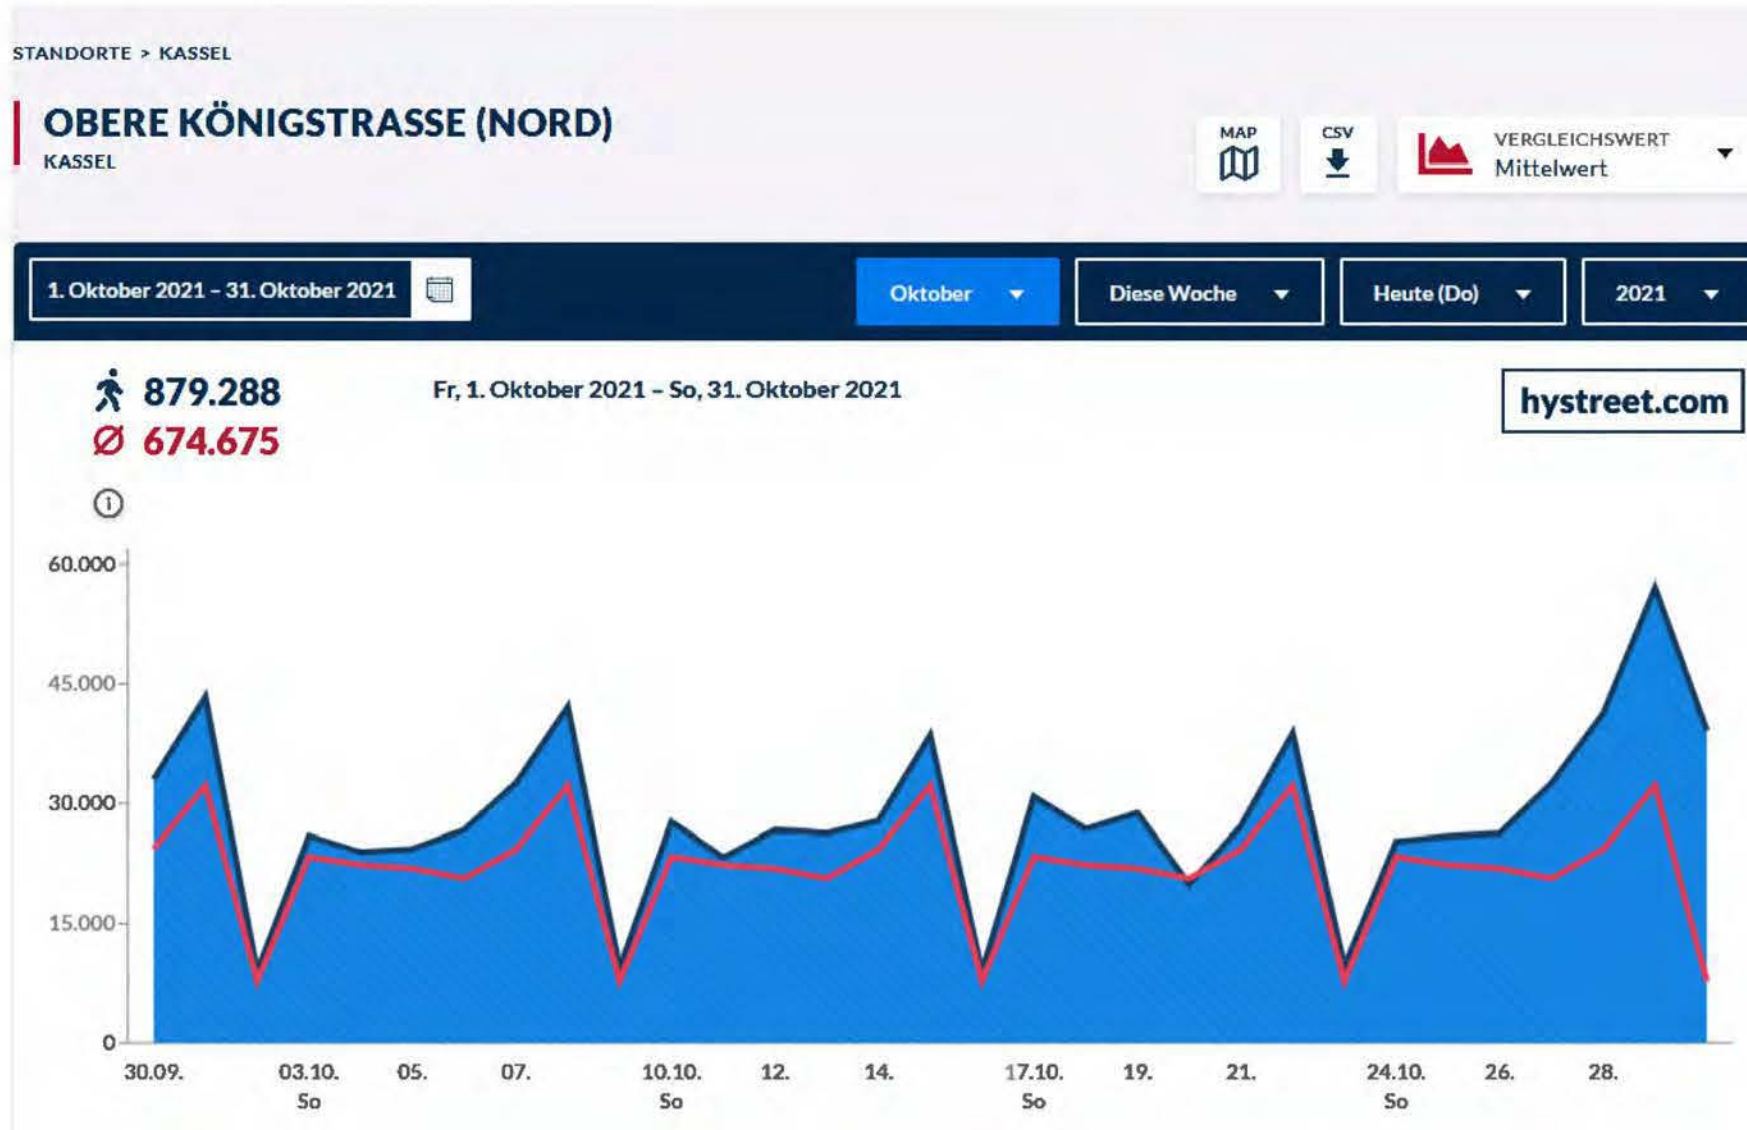 STANDORTE > KASSEL
OBERE KÖNIGSTRASSE (NORD)
KASSEL
MAP
CSV
VERGLEICHSWERT
Mittelwert
1. Oktober 2021 – 31. Oktober 2021
Oktober
Diese Woche
Heute (Do)
2021
879.288
Fr, 1. Oktober 2021 – So, 31. Oktober 2021
hystreet.com
Ø 674.675
60.000
45.000
30.000
15.000
0
30.09. 03.10. 05. 07. 10.10. 12. 14. 17.10. 19. 21. 24.10. 26. 28.
So So So So